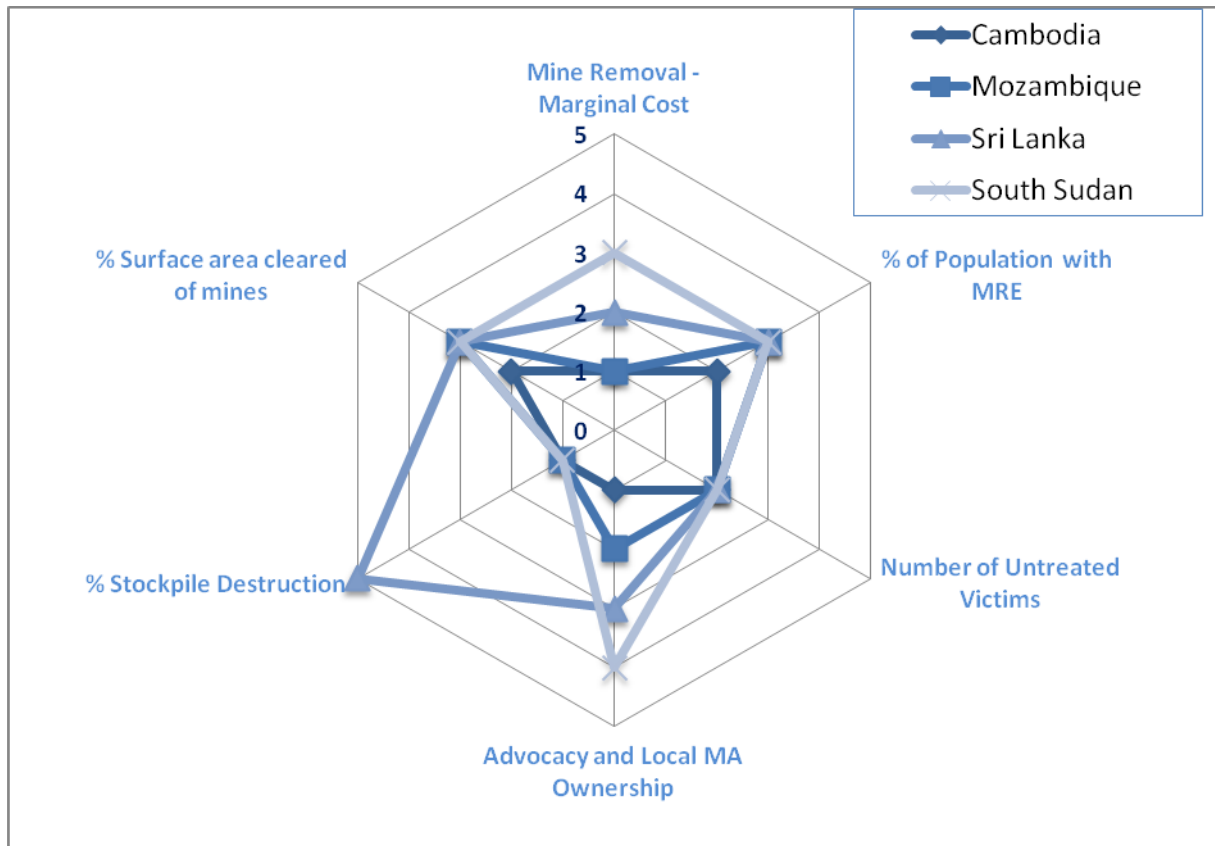 Cambodia
Mozambique
Sri Lanka
South Sudan
Mine Removal -
Marginal Cost
5
4
3
2
1
0
% Surface area cleared
of mines
% of Population with
MRE
% Stockpile Destruction
Number of Untreated
Victims
Advocacy and Local MA
Ownership